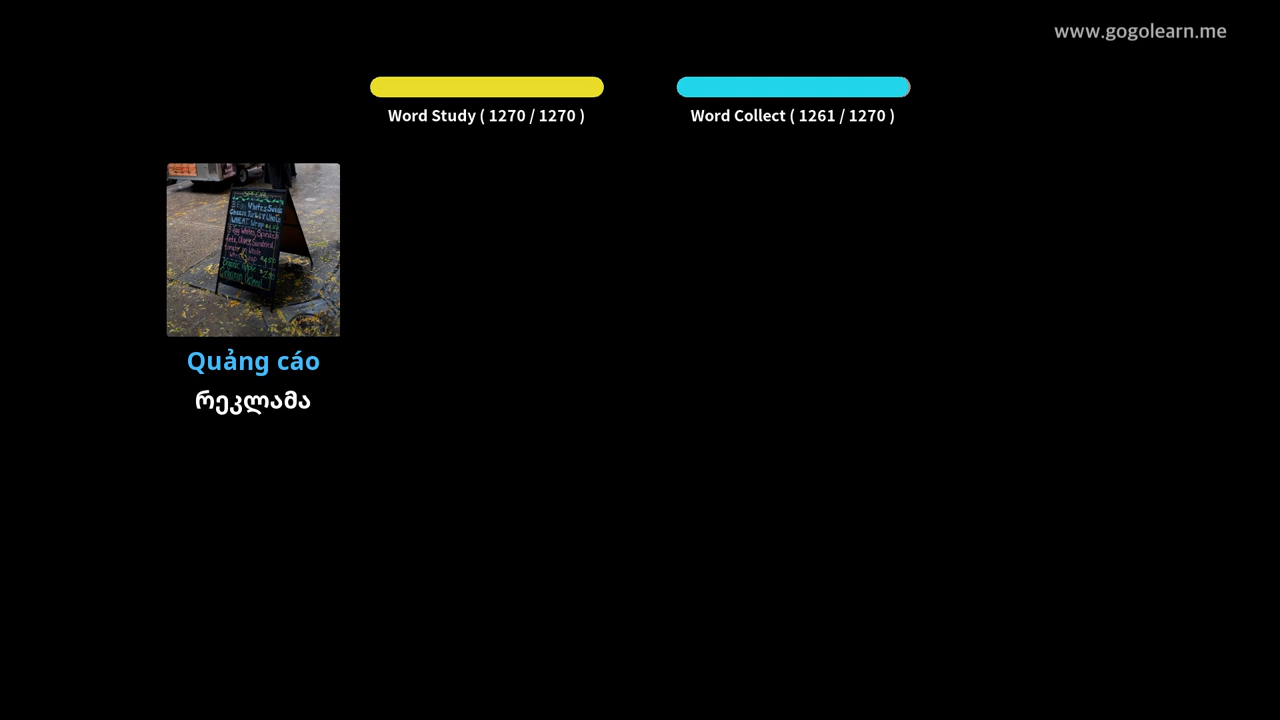 www.gogolearn.me
Word Study ( 1270 / 1270 )
Word Collect ( 1261 / 1270 )
Quảng cáo
რეკლამა